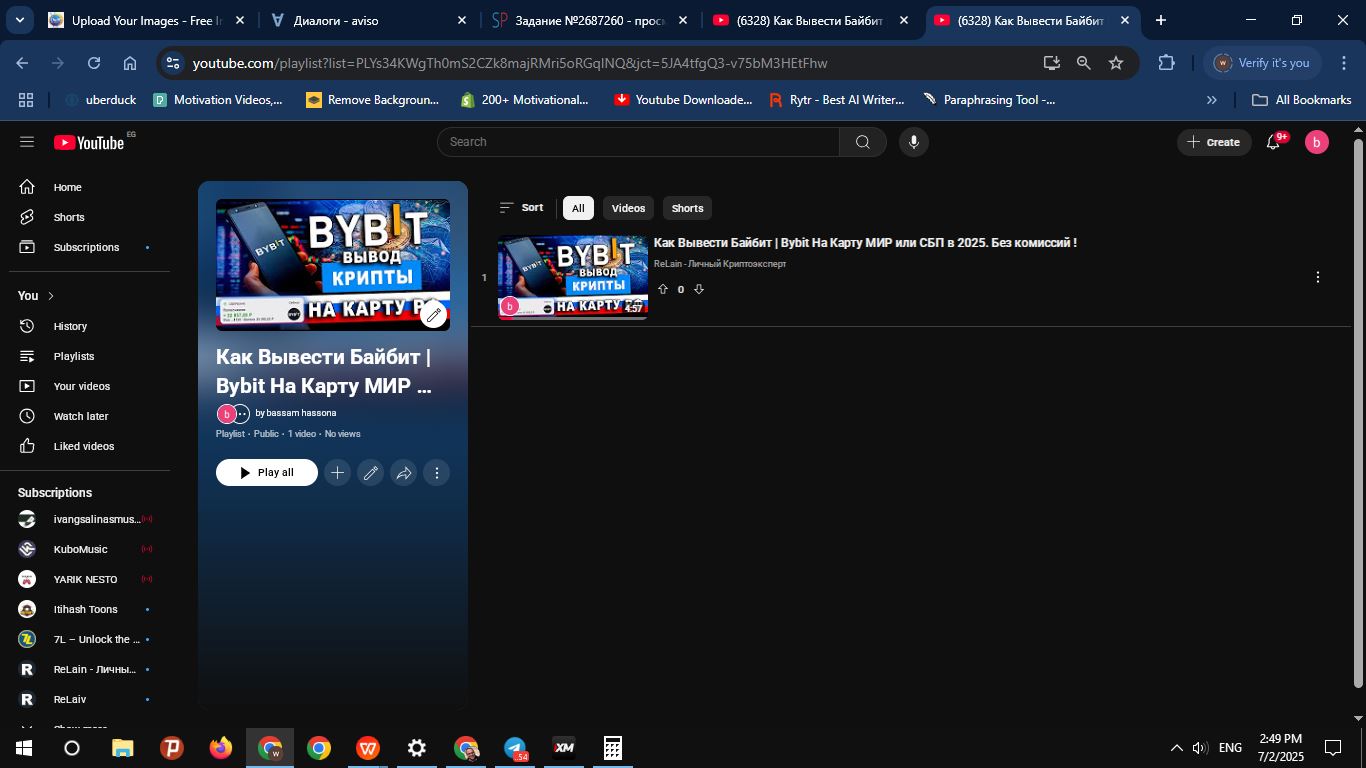 Upload Your Images - Free Ir
Диалоги - aviso
Задание №2687260 - прос
(6328) Как Вывести Байбит
(6328) Как Вывести Байбит
youtube.com/playlist?list=PLYs34KWgTh0mS2CZk8majRMri5oRGqlNQ&jct=5JA4tfgQ3-v75bM3HEtFhw
Verify it's you
uberduck
Motivation Videos,...
Remove Backgroun...
200+ Motivational...
Youtube Downloade...
Rytr - Best AI Writer...
Paraphrasing Tool -...
All Bookmarks
YouTube EG
Search
Create
9+
b
Home
Shorts
Subscriptions
You
History
Playlists
Your videos
Watch later
Liked videos
Subscriptions
ivangsalinasmus...
KuboMusic
YARIK NESTO
Itihash Toons
7L – Unlock the ...
ReLain - Личны...
ReLaiv
BYBIT
ВЫВОД
КРИПТЫ
НА КАРТУ
Как Вывести Байбит |
Bybit На Карту МИР ...
b
by bassam hassona
Playlist • Public • 1 video • No views
Play all
Sort
All
Videos
Shorts
1
BYBIT
ВЫВОД
КРИПТЫ
НА КАРТУ
b
4:57
Как Вывести Байбит | Bybit На Карту МИР или СБП в 2025. Без комиссий !
ReLain - Личный Криптоэксперт
0
54
XM
ENG
2:49 PM
7/2/2025